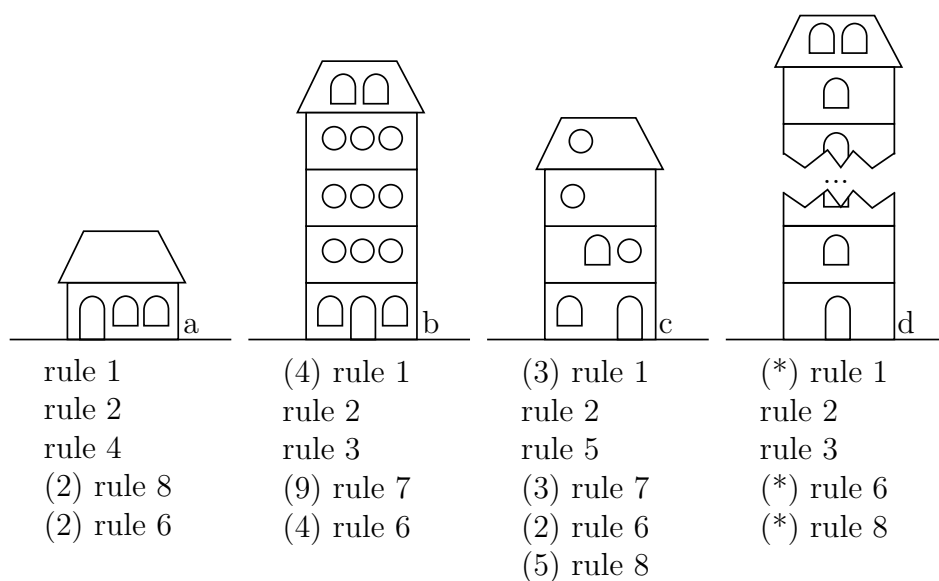 a
rule 1
rule 2
rule 4
(2) rule 8
(2) rule 6
b
(4) rule 1
rule 2
rule 3
(9) rule 7
(4) rule 6
c
(3) rule 1
rule 2
rule 5
(3) rule 7
(2) rule 6
(5) rule 8
...
d
(*) rule 1
rule 2
rule 3
(*) rule 6
(*) rule 8